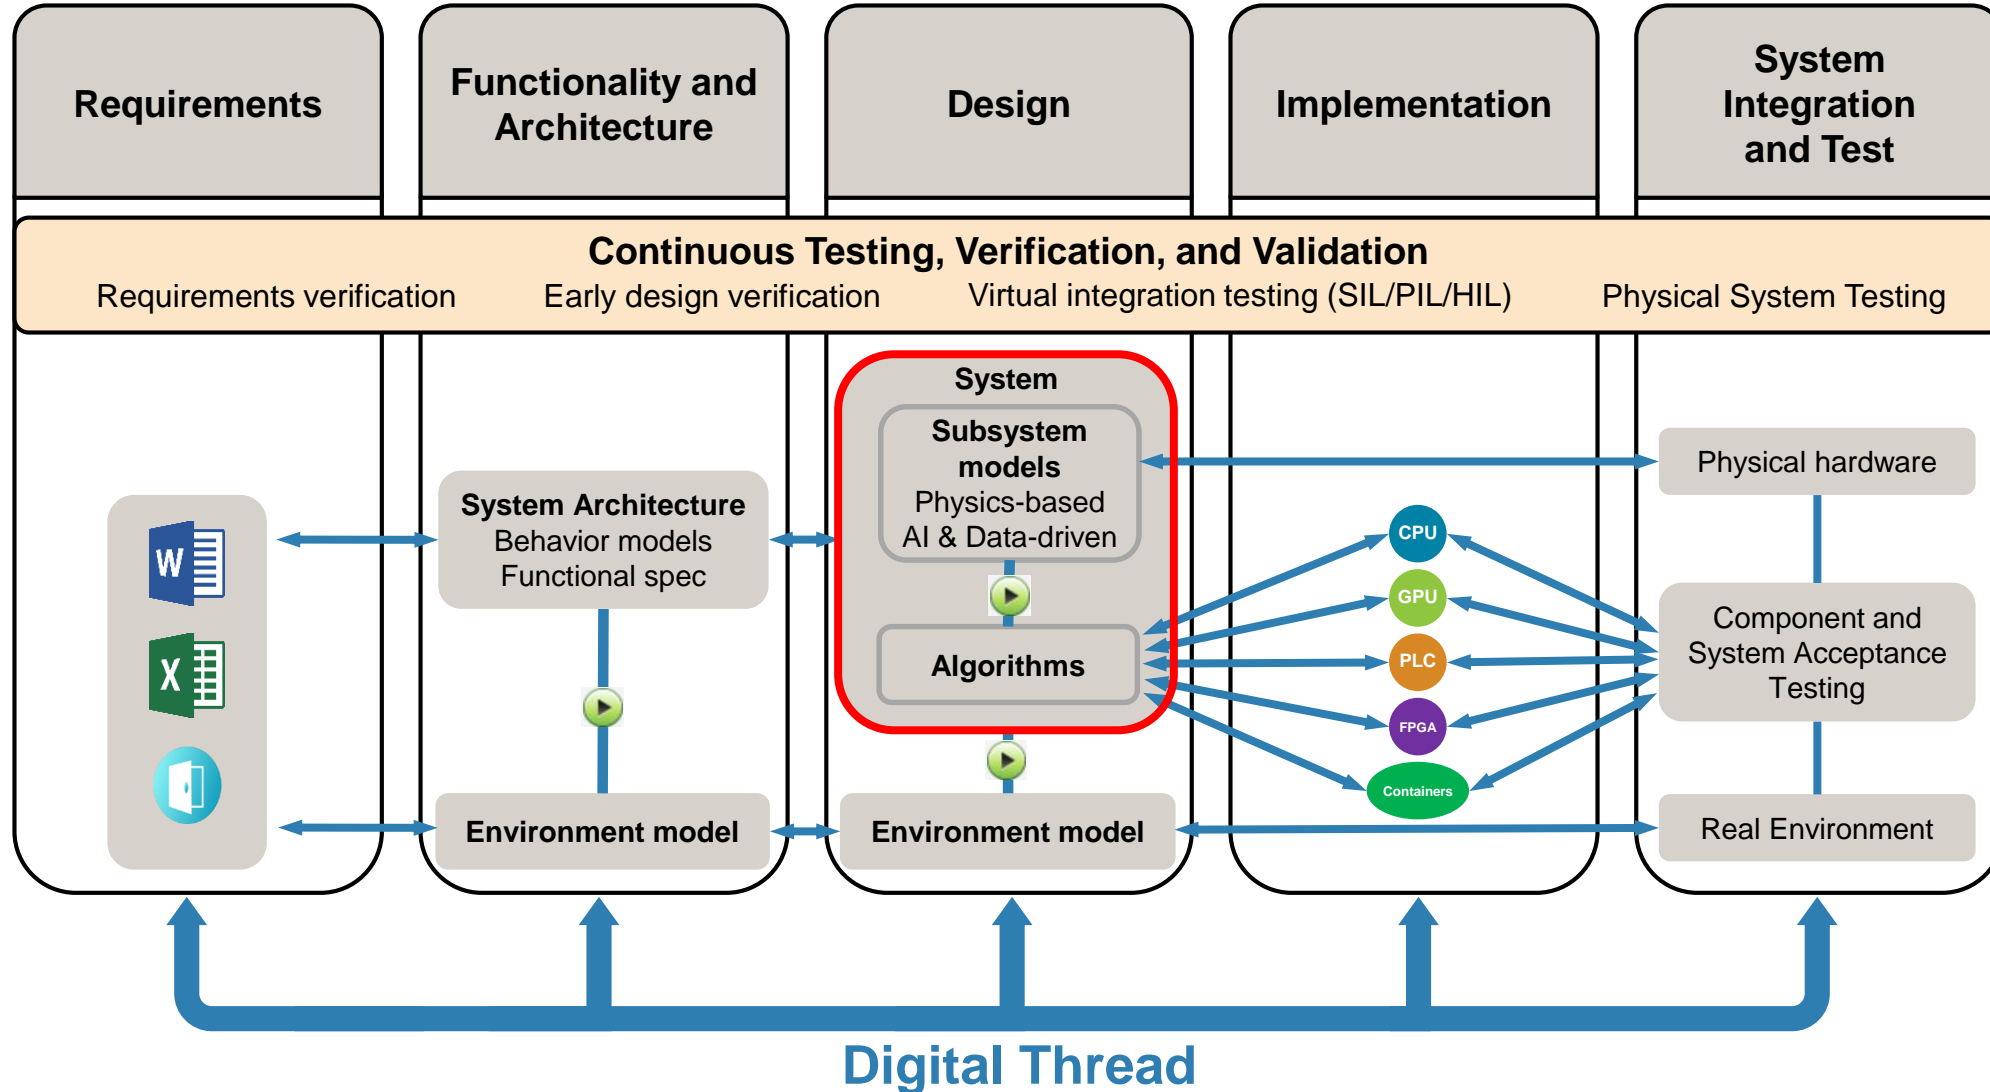 Requirements
Functionality and
Architecture
Design
Implementation
System
Integration
and Test
Continuous Testing, Verification, and Validation
Requirements verification
Early design verification
Virtual integration testing (SIL/PIL/HIL)
Physical System Testing
W
X
System Architecture
Behavior models
Functional spec
Environment model
System
Subsystem
models
Physics-based
AI & Data-driven
Algorithms
Environment model
CPU
GPU
PLC
FPGA
Containers
Physical hardware
Component and
System Acceptance
Testing
Real Environment
Digital Thread